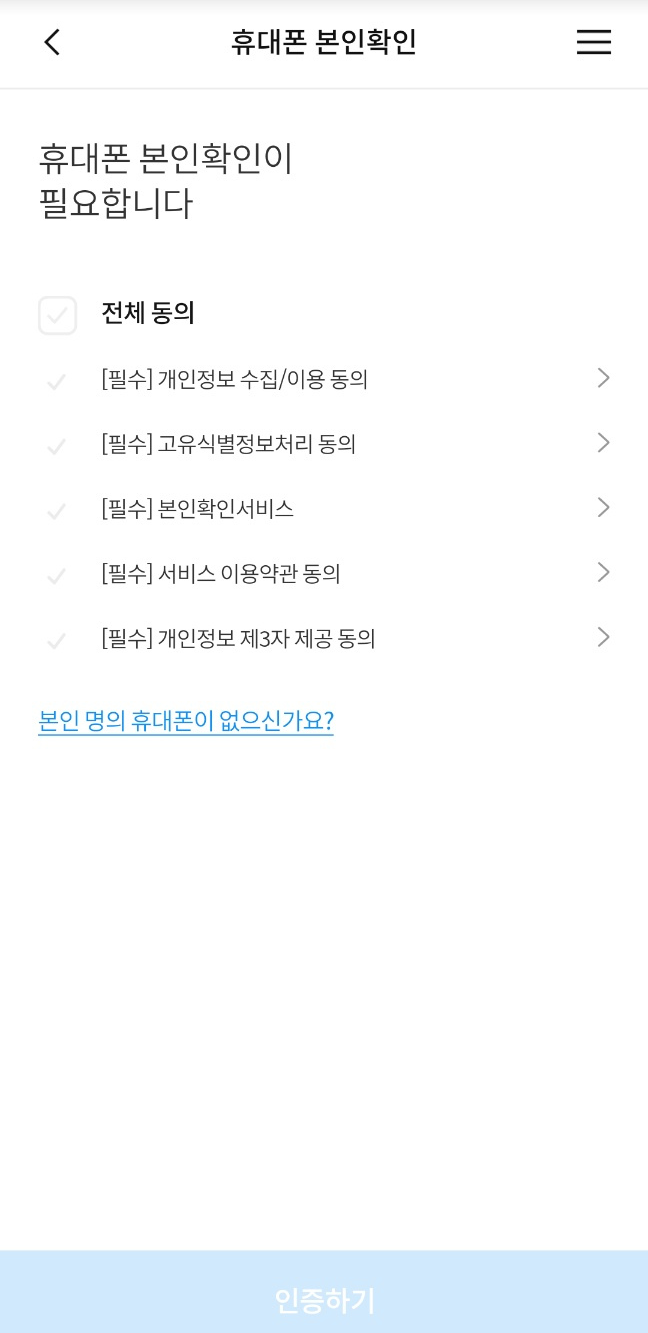 휴대폰 본인확인
휴대폰 본인확인이
필요합니다
전체 동의
[필수] 개인정보 수집/이용 동의
[필수] 고유식별정보처리 동의
[필수] 본인확인서비스
[필수] 서비스 이용약관 동의
[필수] 개인정보 제3자 제공 동의
본인 명의 휴대폰이 없으신가요?
인증하기